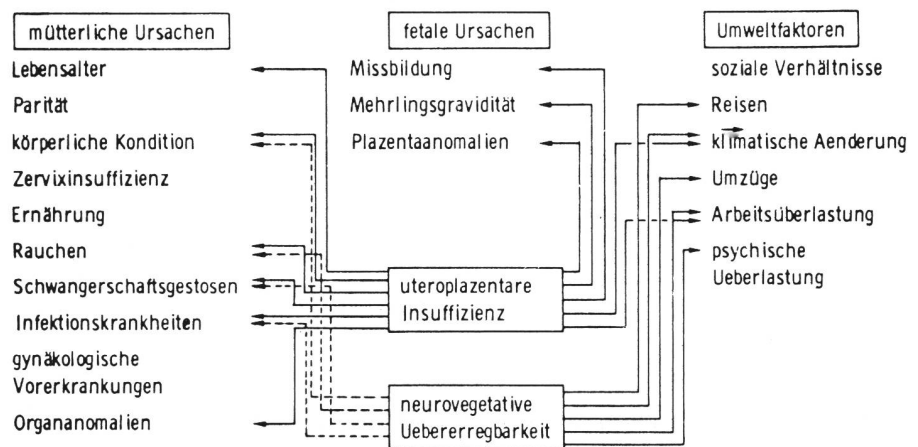 mütterliche Ursachen
Lebensalter
Parität
körperliche Kondition
Zervixinsuffizienz
Ernährung
Rauchen
Schwangerschaftsgestosen
Infektionskrankheiten
gynäkologische
Vorerkrankungen
Organanomalien
fetale Ursachen
Missbildung
Mehrlingsgravidität
Plazentaanomalien
uteroplazentare
Insuffizienz
neurovegetative
Uebererregbarkeit
Umweltfaktoren
soziale Verhältnisse
Reisen
klimatische Aenderung
Umzüge
Arbeitsüberlastung
psychische
Ueberlastung